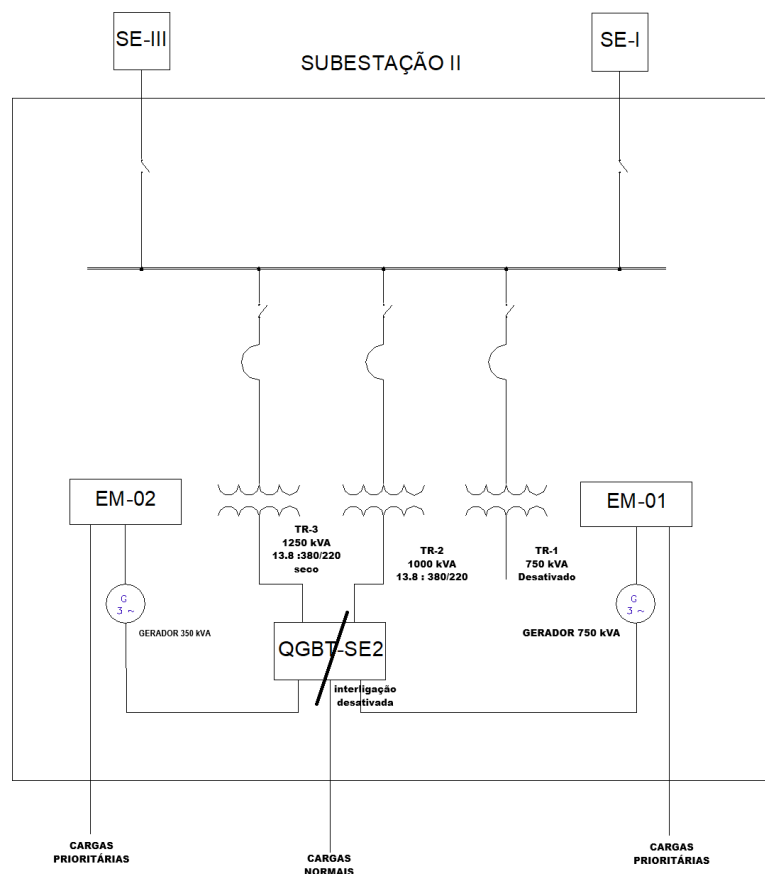 SE-III
SE-I
SUBESTAÇÃO II
EM-02
EM-01
TR-3
1250 kVA
13.8 :380/220
seco
TR-2
1000 kVA
13.8 : 380/220
TR-1
750 kVA
Desativado
G
3 ~
GERADOR 350 kVA
G
3 ~
GERADOR 750 kVA
QGBT-SE2
interligação
desativada
CARGAS
PRIORITÁRIAS
CARGAS
NORMAIS
CARGAS
PRIORITÁRIAS